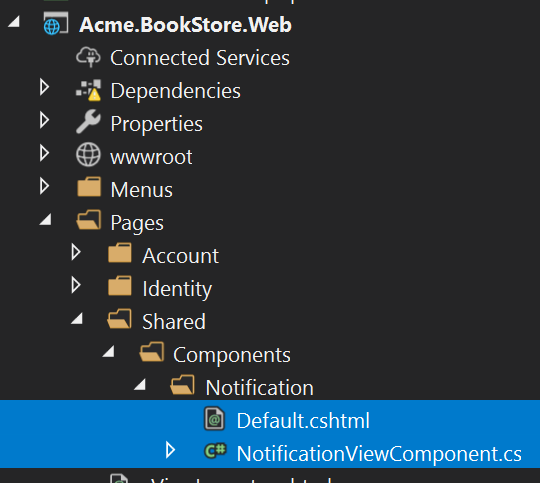 Acme.BookStore.Web
Connected Services
Dependencies
Properties
wwwroot
Menus
Pages
Account
Identity
Shared
Components
Notification
Default.cshtml
NotificationViewComponent.cs